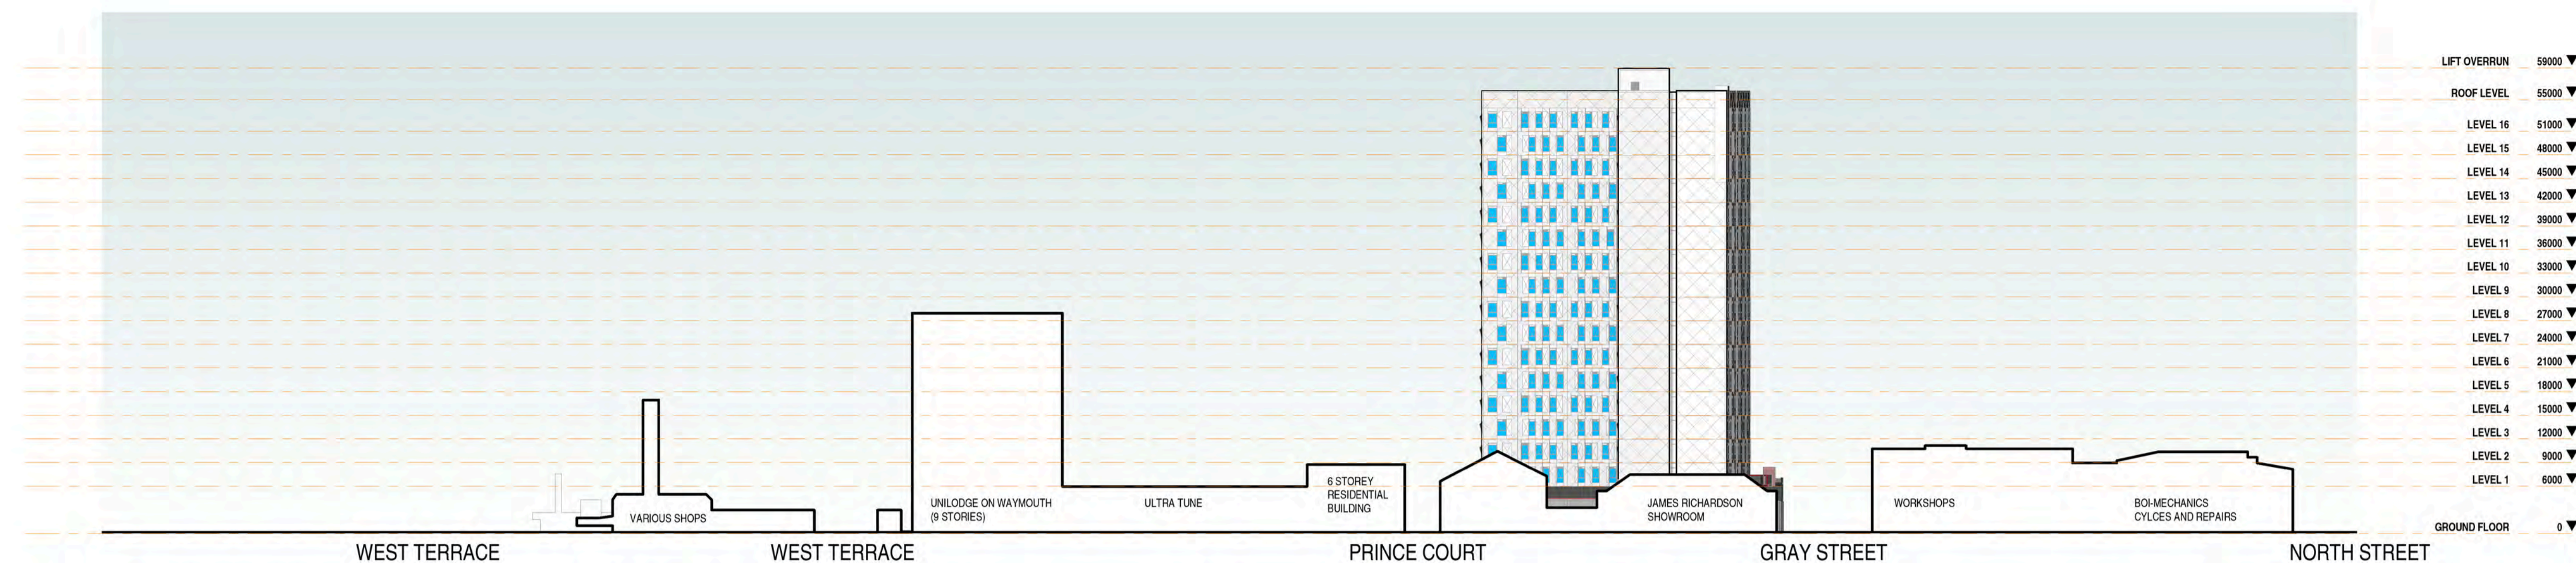 LIFT OVERRUN 59000
ROOF LEVEL 55000
LEVEL 16 51000
LEVEL 15 48000
LEVEL 14 45000
LEVEL 13 42000
LEVEL 12 39000
LEVEL 11 36000
LEVEL 10 33000
LEVEL 9 30000
LEVEL 8 27000
LEVEL 7 24000
LEVEL 6 21000
LEVEL 5 18000
LEVEL 4 15000
LEVEL 3 12000
LEVEL 2 9000
LEVEL 1 6000
GROUND FLOOR 0
VARIOUS SHOPS
UNILODGE ON WAYMOUTH
(9 STORIES)
ULTRA TUNE
6 STOREY
RESIDENTIAL
BUILDING
JAMES RICHARDSON
SHOWROOM
WORKSHOPS
BOI-MECHANICS
CYLCES AND REPAIRS
WEST TERRACE
WEST TERRACE
PRINCE COURT
GRAY STREET
NORTH STREET